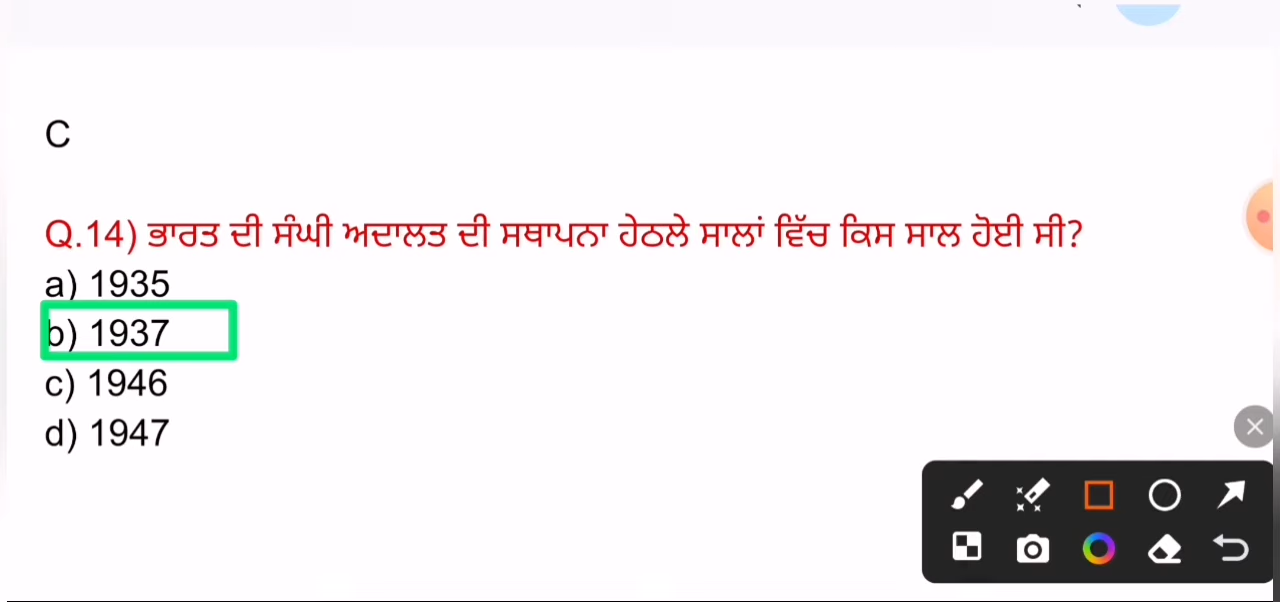 C
Q.14) ਭਾਰਤ ਦੀ ਸੰਘੀ ਅਦਾਲਤ ਦੀ ਸਥਾਪਨਾ ਹੇਠਲੇ ਸਾਲਾਂ ਵਿੱਚ ਕਿਸ ਸਾਲ ਹੋਈ ਸੀ?
a) 1935
b) 1937
c) 1946
d) 1947